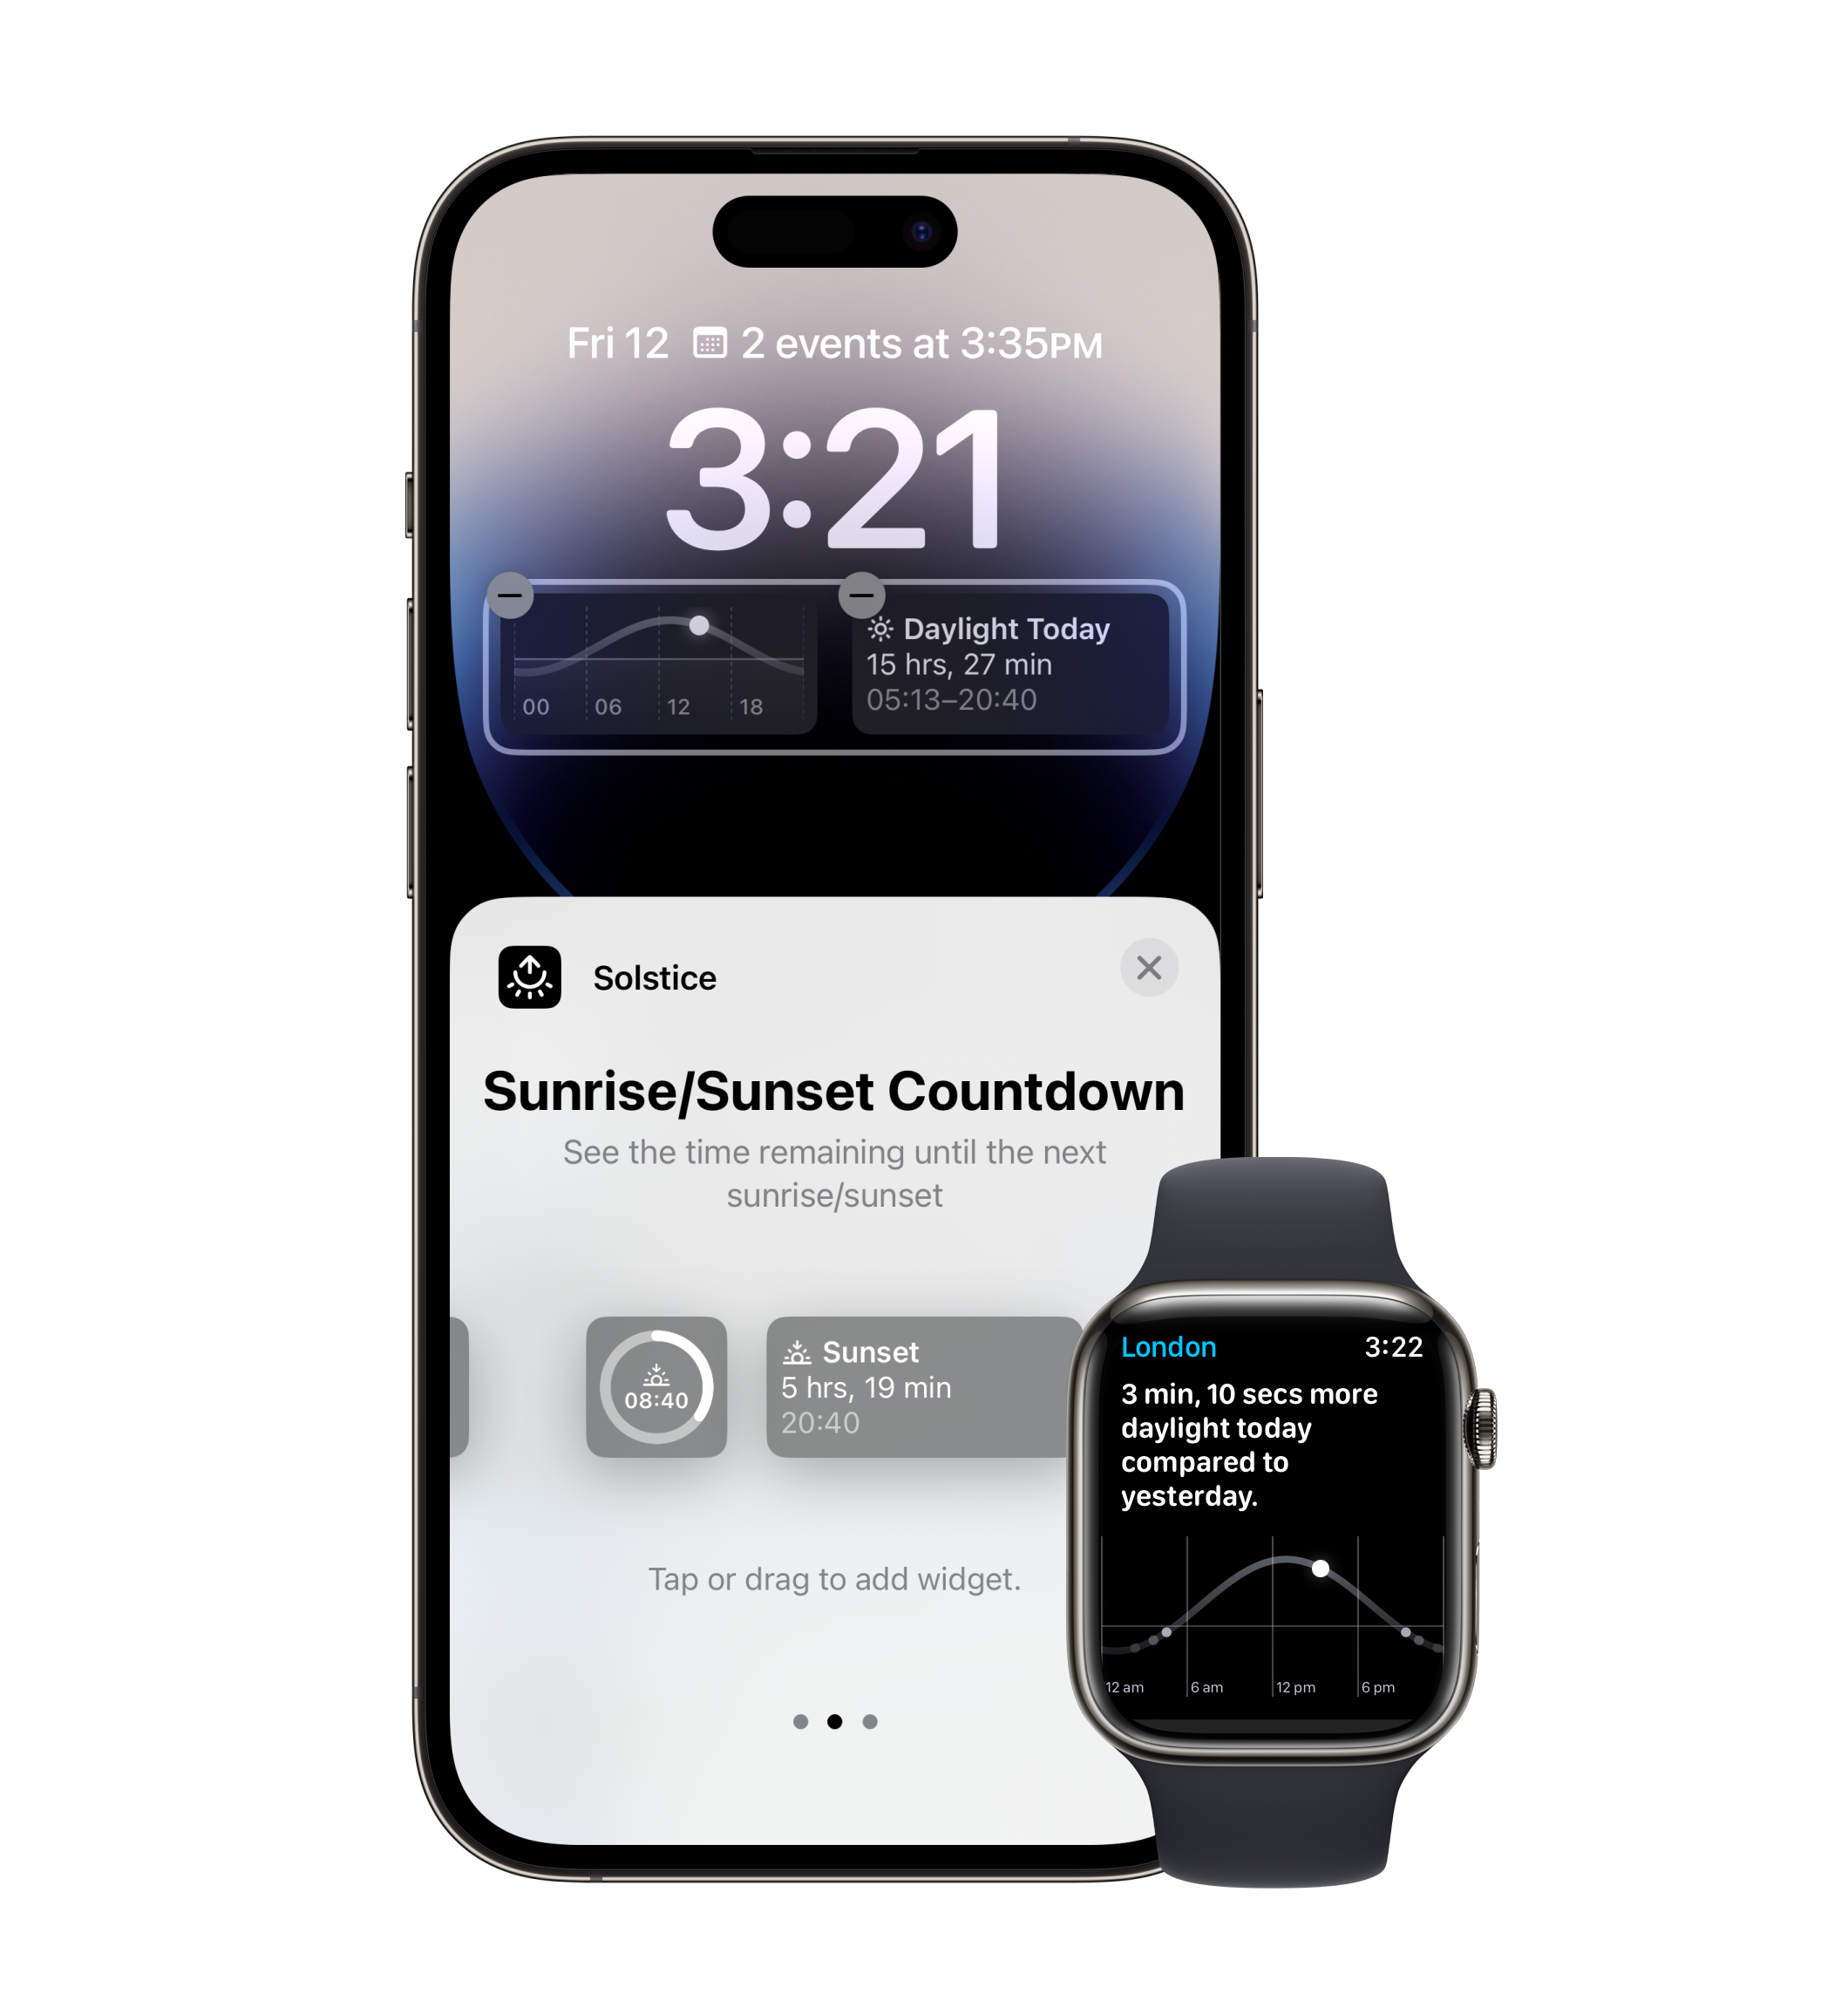 Fri 12 2 events at 3:35PM
3:21
00 06 12 18
Daylight Today
15 hrs, 27 min
05:13–20:40
Solstice
Sunrise/Sunset Countdown
See the time remaining until the next
sunrise/sunset
08:40
Sunset
5 hrs, 19 min
20:40
Tap or drag to add widget.
London 3:22
3 min, 10 secs more
daylight today
compared to
yesterday.
12 am 6 am 12 pm 6 pm